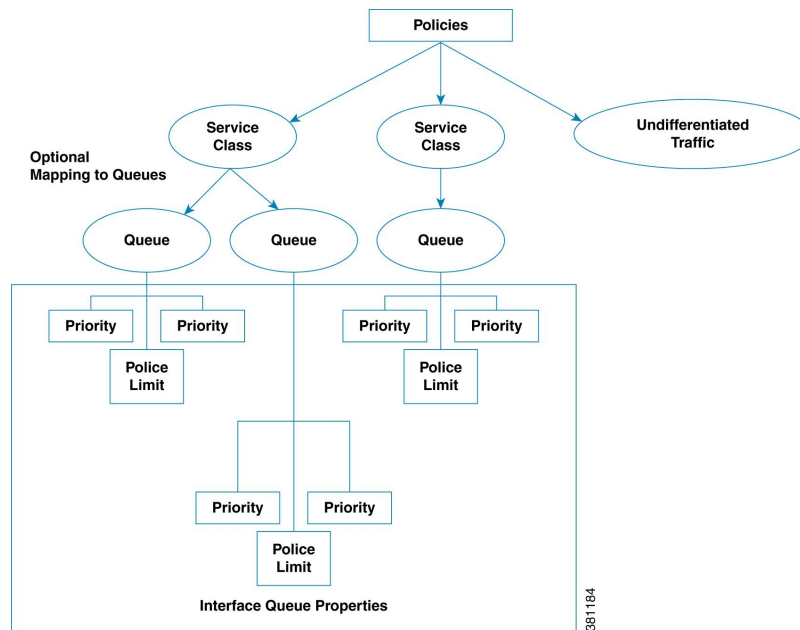 Policies
Service
Class
Service
Class
Undifferentiated
Traffic
Optional
Mapping to Queues
Queue
Queue
Queue
Priority
Priority
Priority
Priority
Police
Limit
Police
Limit
Priority
Priority
Police
Limit
Interface Queue Properties
381184